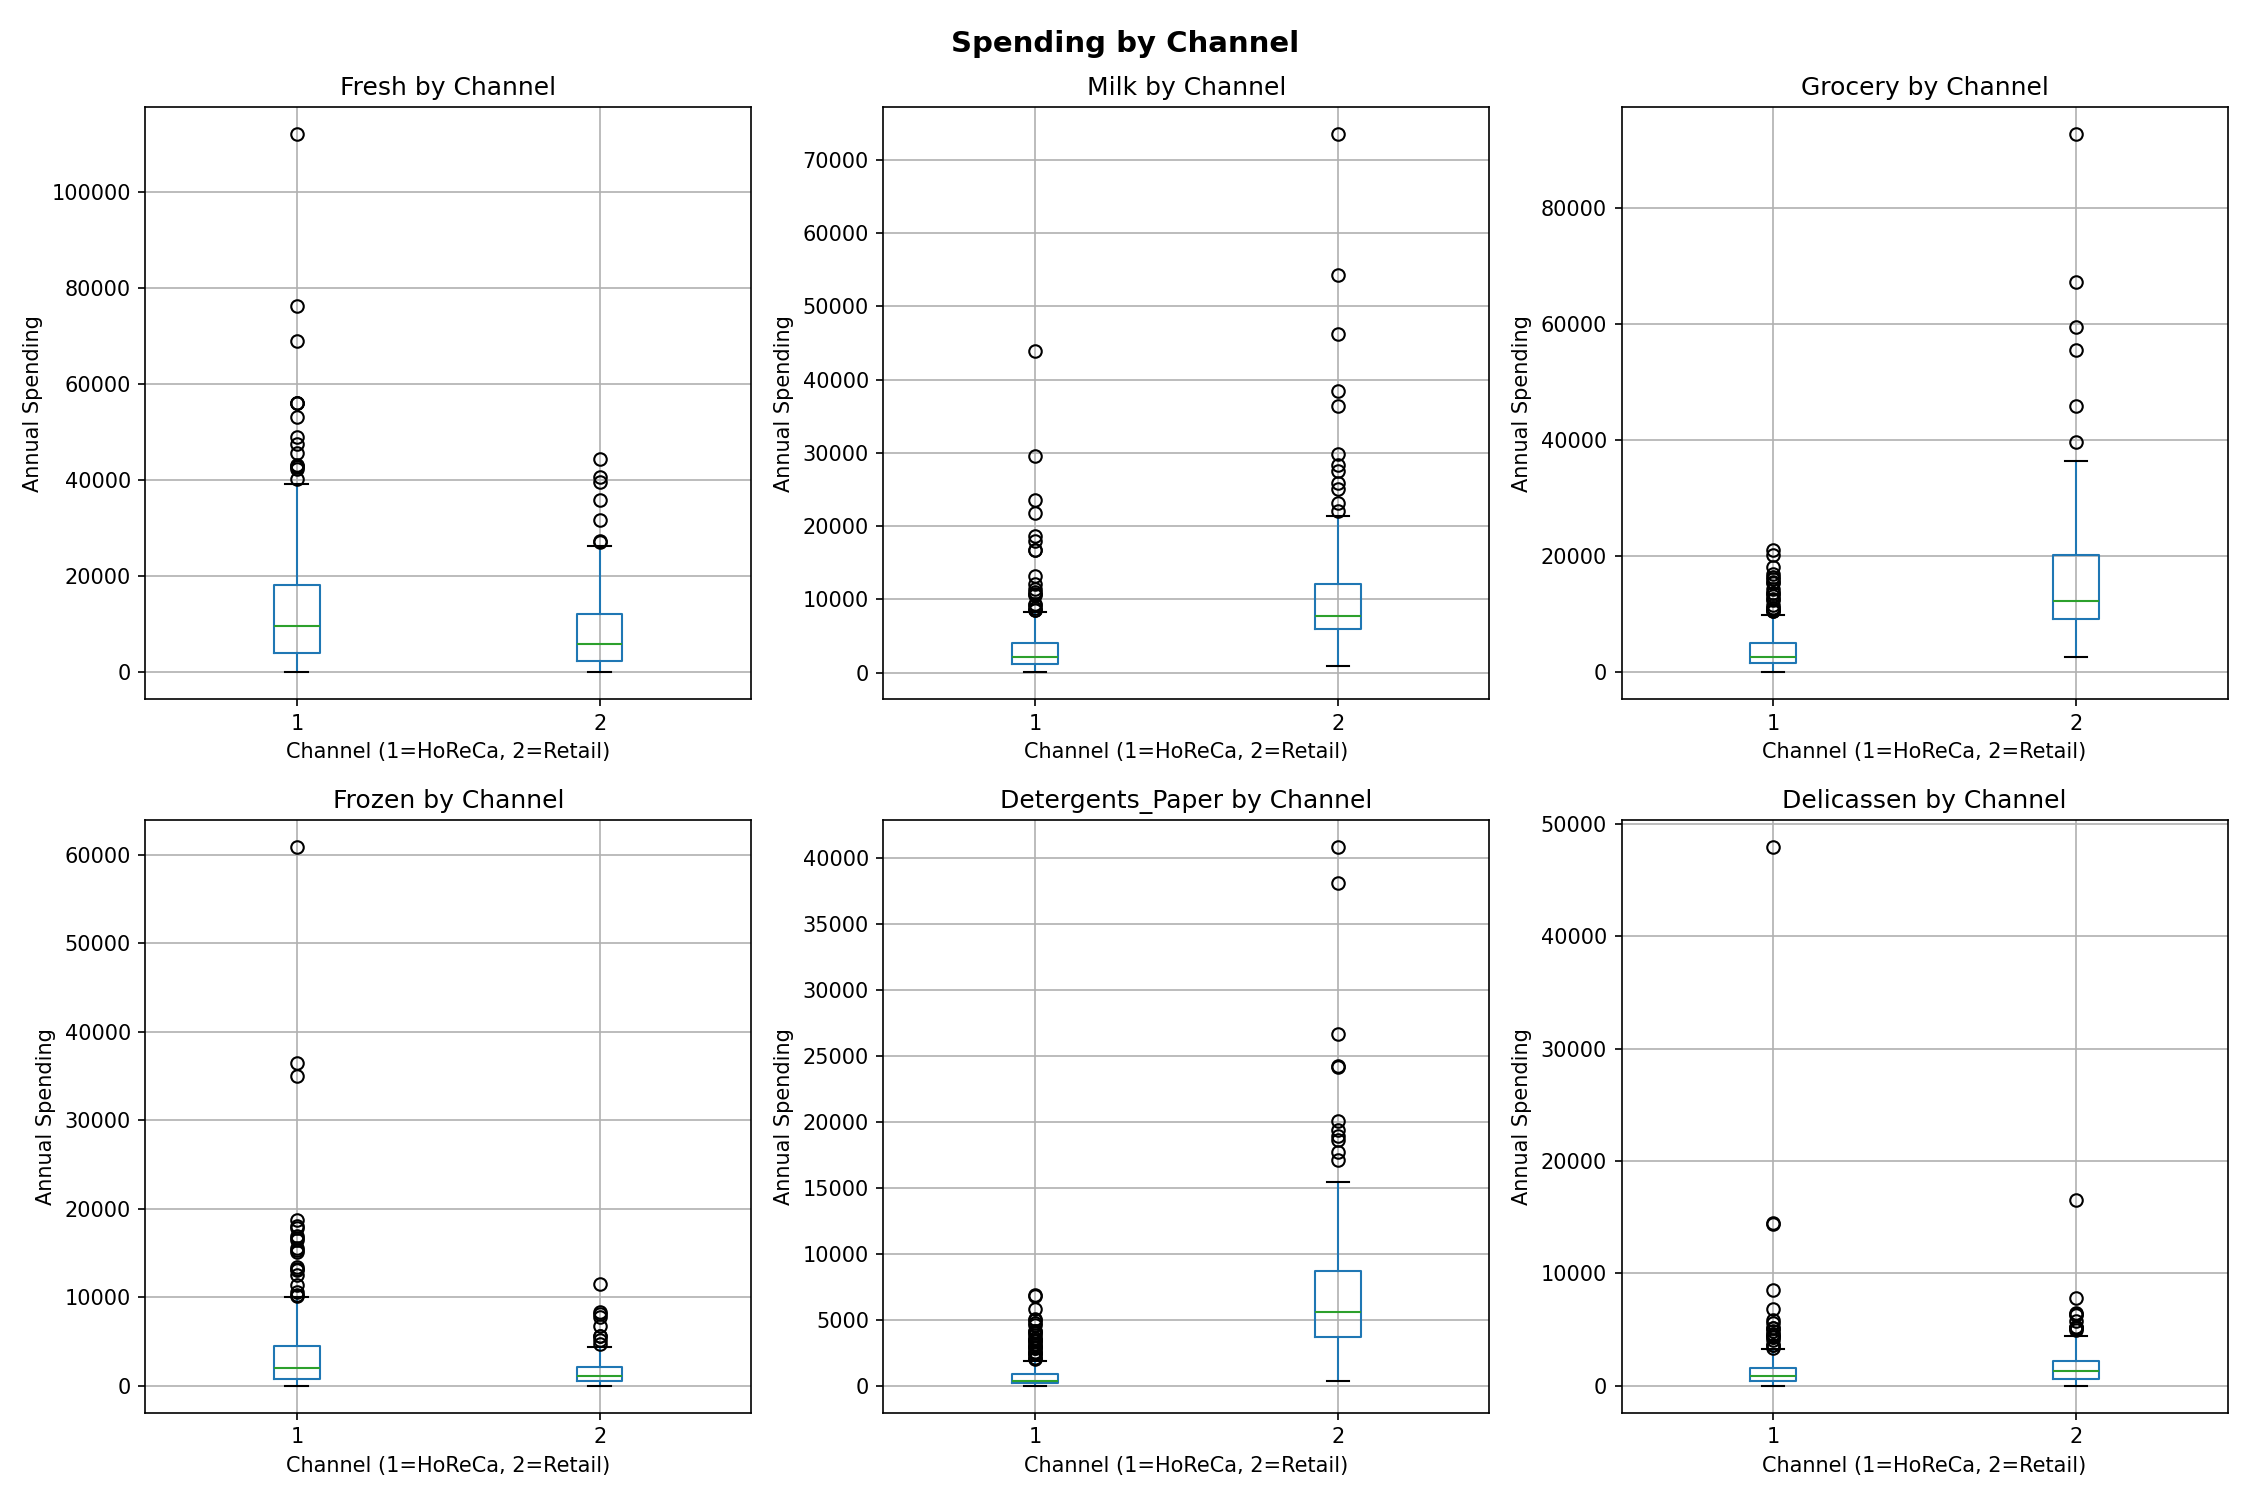 Spending by Channel
Fresh by Channel
Annual Spending
100000
80000
60000
40000
20000
0
1
2
Channel (1=HoReCa, 2=Retail)
Milk by Channel
Annual Spending
70000
60000
50000
40000
30000
20000
10000
0
1
2
Channel (1=HoReCa, 2=Retail)
Grocery by Channel
Annual Spending
80000
60000
40000
20000
0
1
2
Channel (1=HoReCa, 2=Retail)
Frozen by Channel
Annual Spending
60000
50000
40000
30000
20000
10000
0
1
2
Channel (1=HoReCa, 2=Retail)
Detergents_Paper by Channel
Annual Spending
40000
35000
30000
25000
20000
15000
10000
5000
0
1
2
Channel (1=HoReCa, 2=Retail)
Delicassen by Channel
Annual Spending
50000
40000
30000
20000
10000
0
1
2
Channel (1=HoReCa, 2=Retail)